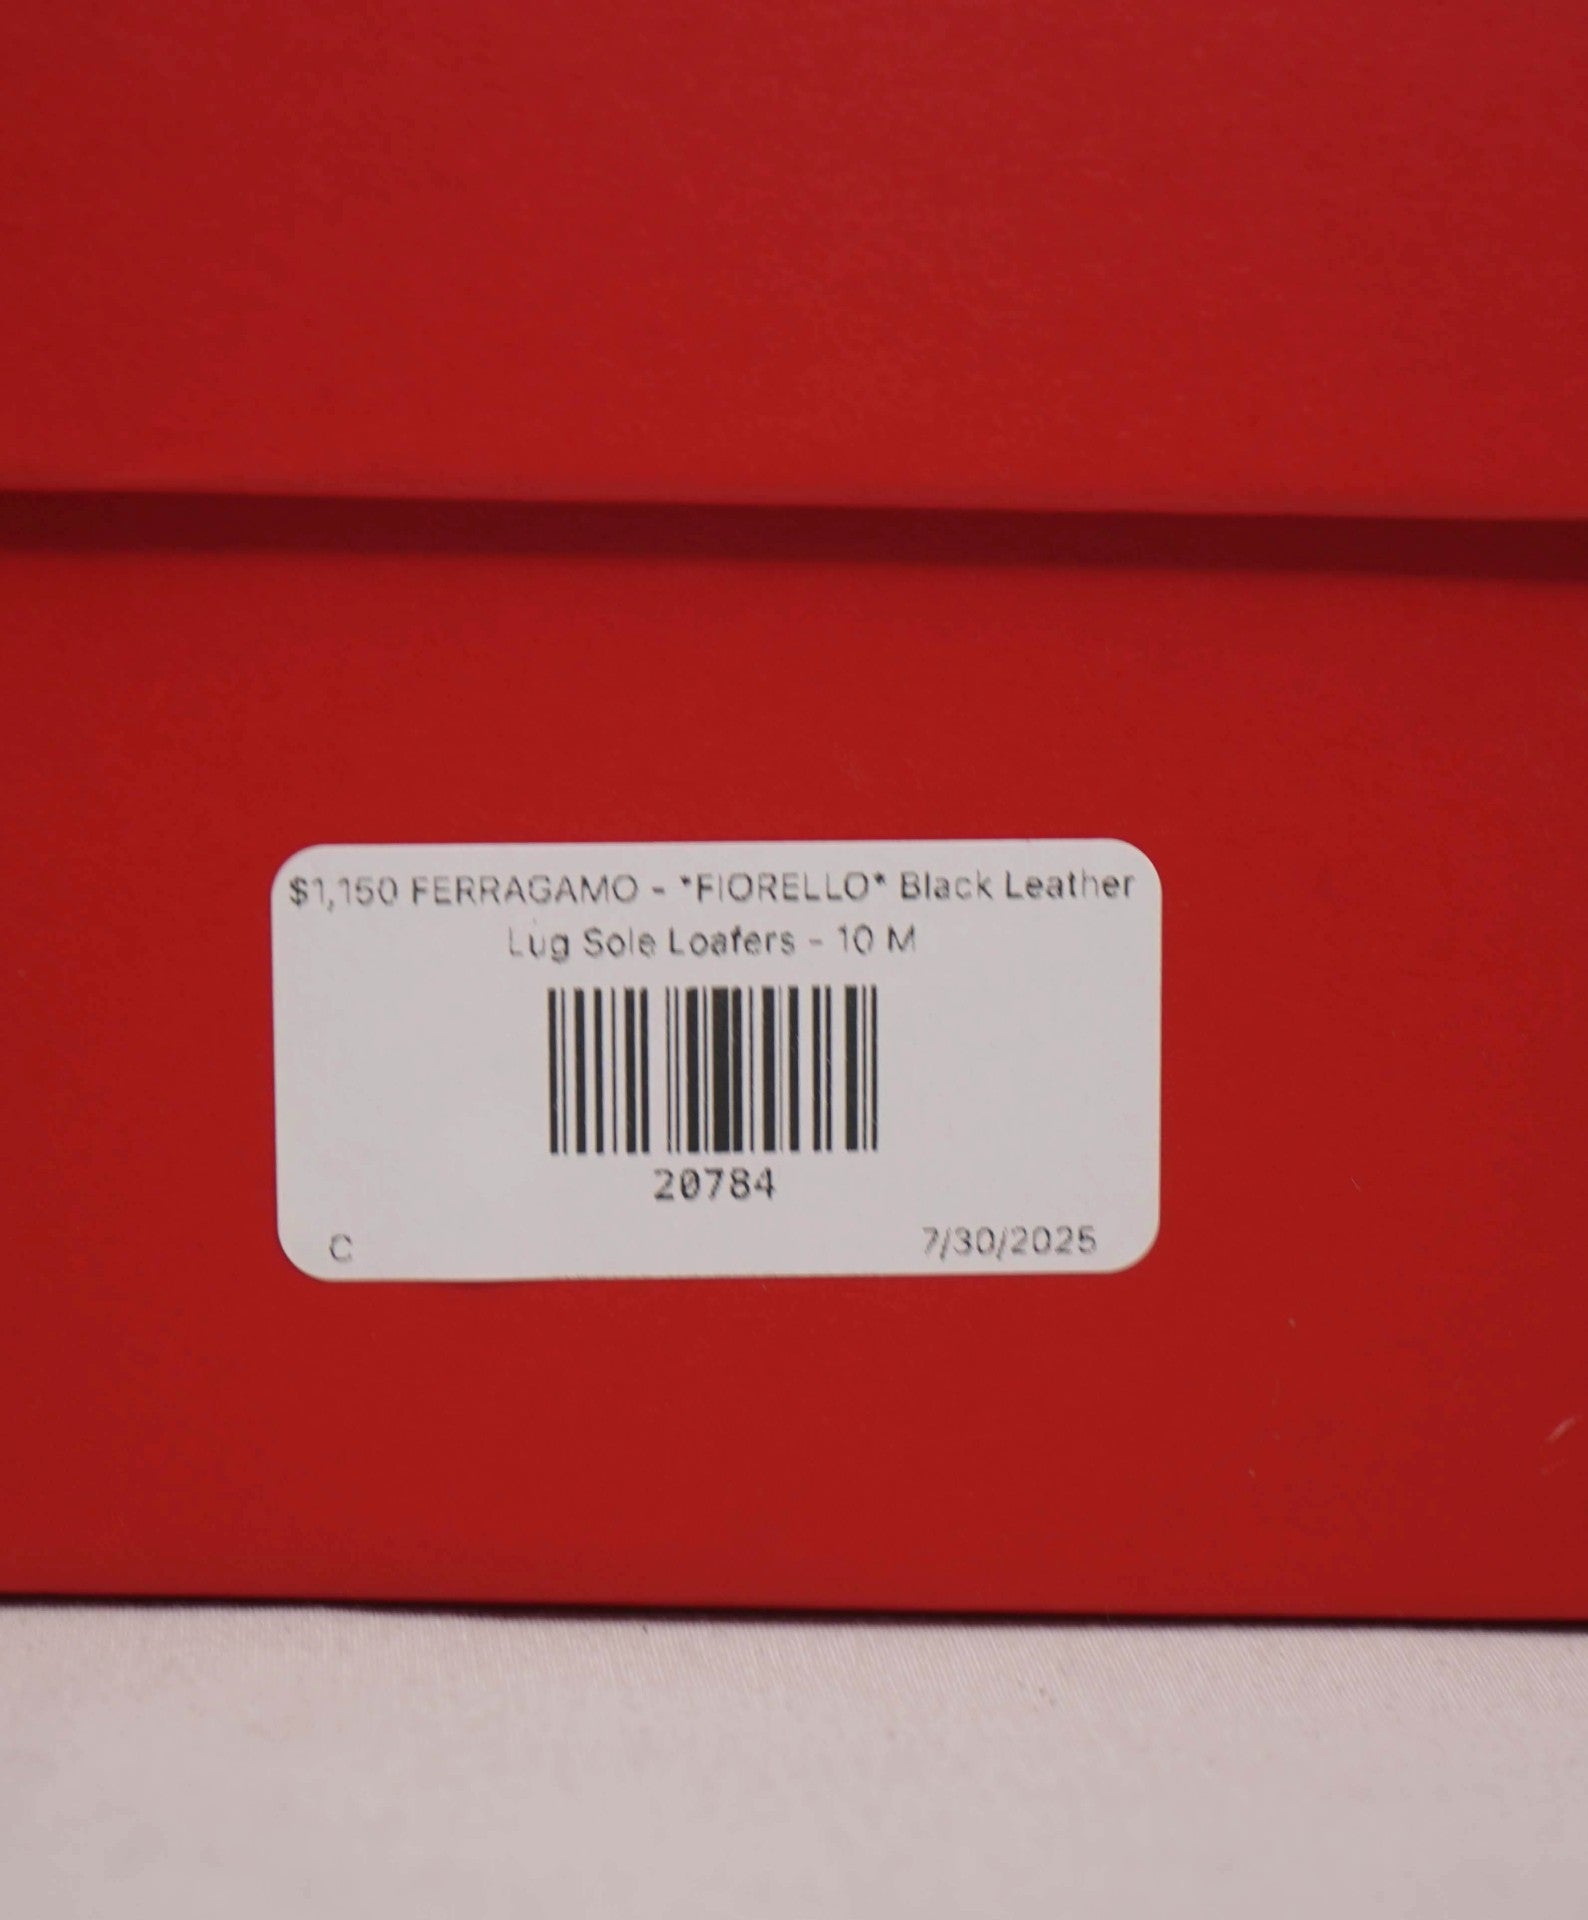 $1,150 FERRAGAMO - *FIORELLO* Black Leather
Lug Sole Loafers - 10 M
20784
C
7/30/2025